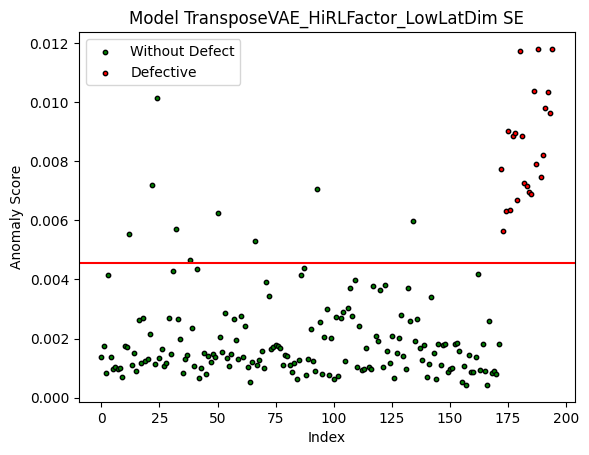 Model TransposeVAE_HiRLFactor_LowLatDim SE
Without Defect
Defective
Anomaly Score
0.012
0.010
0.008
0.006
0.004
0.002
0.000
0 25 50 75 100 125 150 175 200
Index